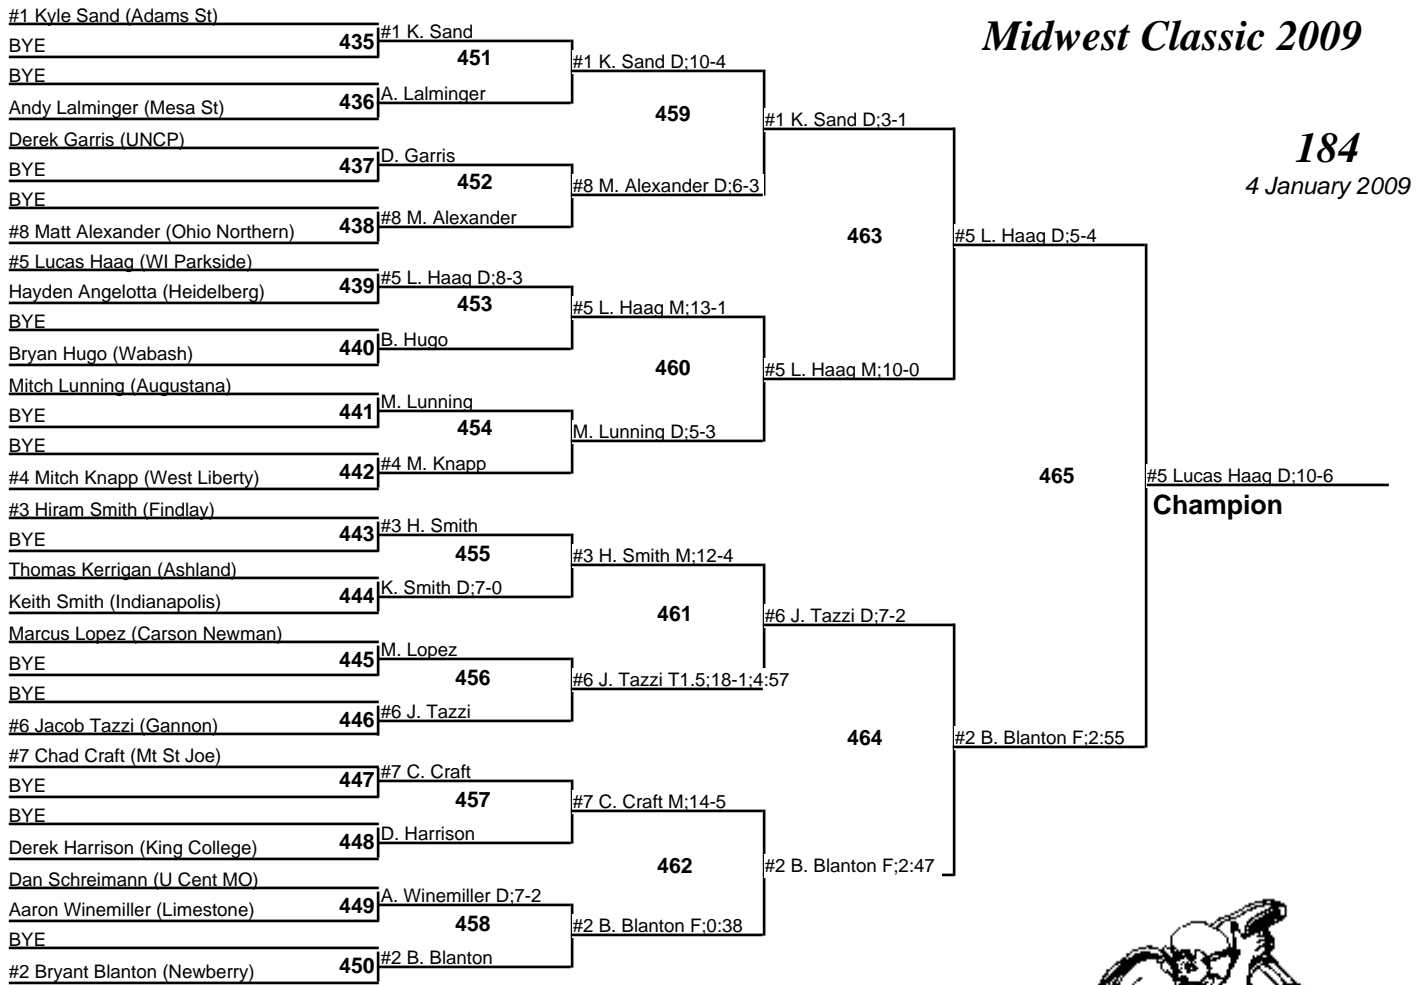 Midwest Classic 2009
184
4 January 2009
#1 Kyle Sand (Adams St)
BYE
BYE
Andy Lalminger (Mesa St)
Derek Garris (UNCP)
BYE
BYE
#8 Matt Alexander (Ohio Northern)
#5 Lucas Haag (WI Parkside)
Hayden Angelotta (Heidelberg)
BYE
Bryan Hugo (Wabash)
Mitch Lunning (Augustana)
BYE
BYE
#4 Mitch Knapp (West Liberty)
#3 Hiram Smith (Findlay)
BYE
Thomas Kerrigan (Ashland)
Keith Smith (Indianapolis)
Marcus Lopez (Carson Newman)
BYE
BYE
#6 Jacob Tazzi (Gannon)
#7 Chad Craft (Mt St Joe)
BYE
BYE
Derek Harrison (King College)
Dan Schreimann (U Cent MO)
Aaron Winemiller (Limestone)
BYE
#2 Bryant Blanton (Newberry)
435
436
437
438
439
440
441
442
443
444
445
446
447
448
449
450
#1 K. Sand
451
A. Lalminger
D. Garris
452
#8 M. Alexander
#5 L. Haag D;8-3
453
B. Hugo
M. Lunning
454
#4 M. Knapp
#3 H. Smith
455
K. Smith D;7-0
M. Lopez
456
#6 J. Tazzi
#7 C. Craft
457
D. Harrison
A. Winemiller D;7-2
458
#2 B. Blanton
#1 K. Sand D;10-4
459
#8 M. Alexander D;6-3
#5 L. Haag M;13-1
460
M. Lunning D;5-3
#3 H. Smith M;12-4
461
#6 J. Tazzi T1.5;18-1;4:57
#7 C. Craft M;14-5
462
#2 B. Blanton F;0:38
#1 K. Sand D;3-1
463
#5 L. Haag M;10-0
#6 J. Tazzi D;7-2
464
#2 B. Blanton F;2:47
#5 L. Haag D;5-4
465
#2 B. Blanton F;2:55
#5 Lucas Haag D;10-6
Champion